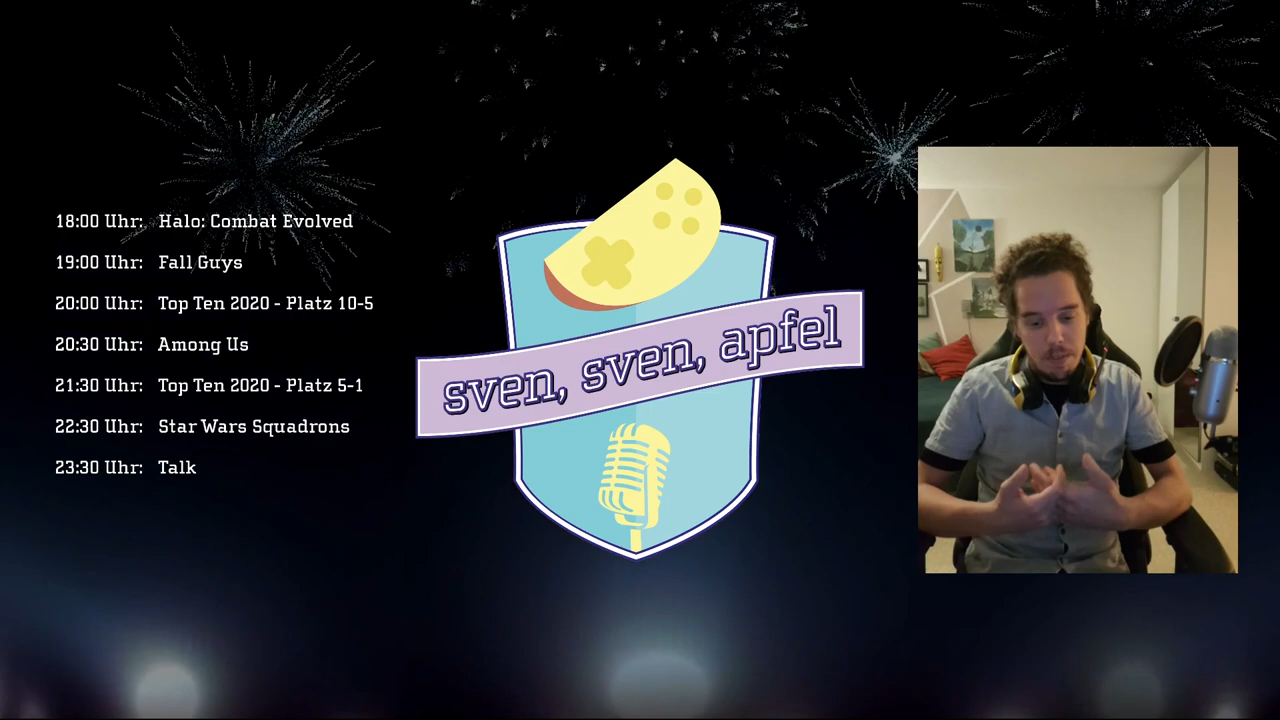 18:00 Uhr: Halo: Combat Evolved
19:00 Uhr: Fall Guys
20:00 Uhr: Top Ten 2020 - Platz 10-5
20:30 Uhr: Among Us
21:30 Uhr: Top Ten 2020 - Platz 5-1
22:30 Uhr: Star Wars Squadrons
23:30 Uhr: Talk
sven, sven, apfel